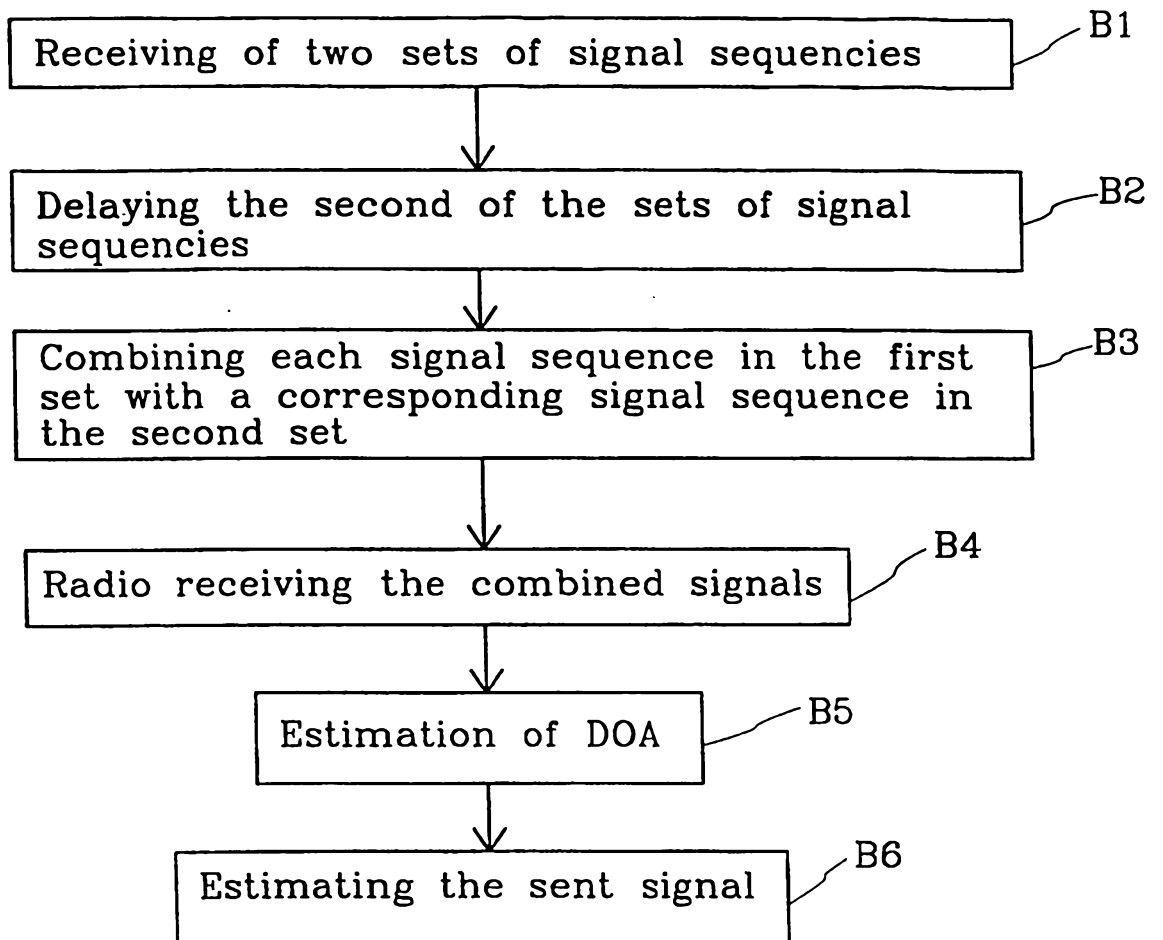 B1
Receiving of two sets of signal sequencies
B2
Delaying the second of the sets of signal
sequencies
B3
Combining each signal sequence in the first
set with a corresponding signal sequence in
the second set
B4
Radio receiving the combined signals
B5
Estimation of DOA
B6
Estimating the sent signal